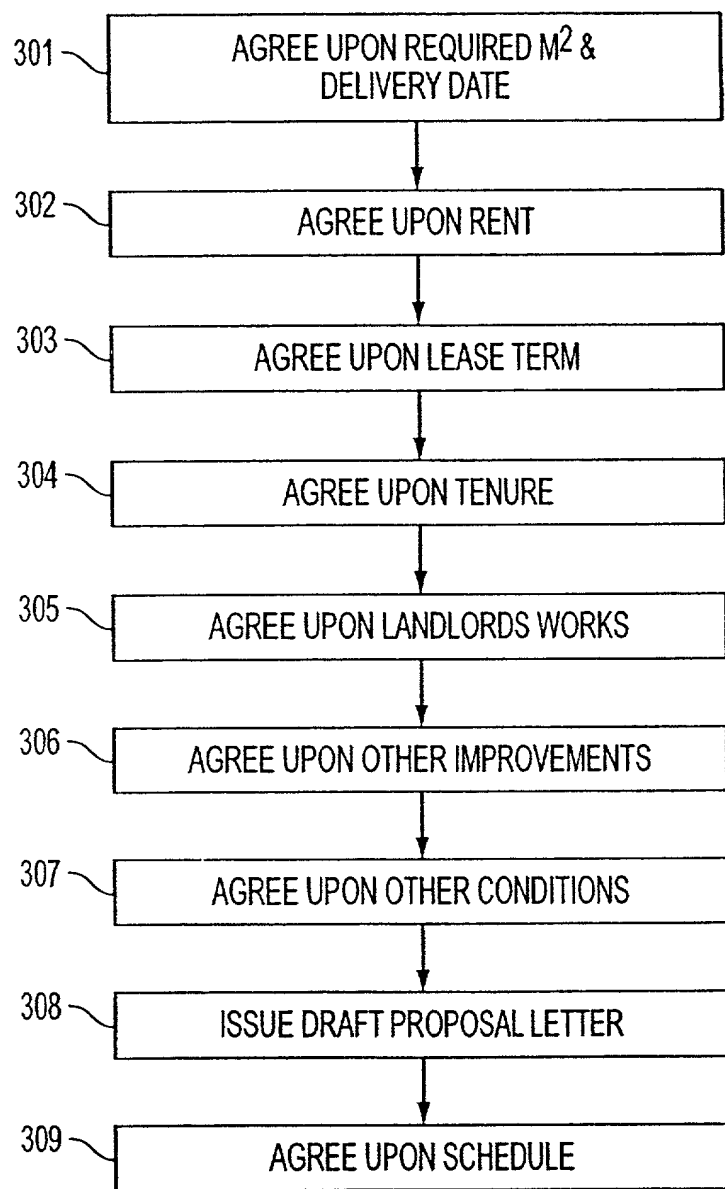 301
AGREE UPON REQUIRED M² &
DELIVERY DATE
302
AGREE UPON RENT
303
AGREE UPON LEASE TERM
304
AGREE UPON TENURE
305
AGREE UPON LANDLORDS WORKS
306
AGREE UPON OTHER IMPROVEMENTS
307
AGREE UPON OTHER CONDITIONS
308
ISSUE DRAFT PROPOSAL LETTER
309
AGREE UPON SCHEDULE